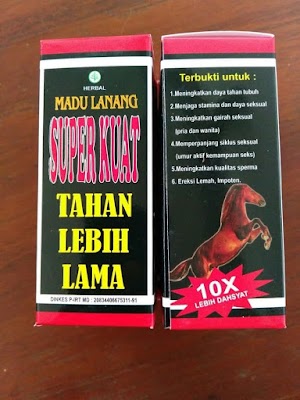 HERBAL
MADU LANANG
SUPER KUAT
TAHAN
LEBIH
LAMA
DINKES P-IRT MD : 20834406675311-51
Terbukti untuk :
1.Meningkatkan daya tahan tubuh
2.Menjaga stamina dan daya seksual
3.Meningkatkan gairah seksual
(pria dan wanita)
4.Memperpanjang siklus seksual
(umur aktif kemampuan seks)
5.Meningkatkan kualitas sperma
6. Ereksi Lemah, Impoten.
10X
LEBIH DAHSYAT